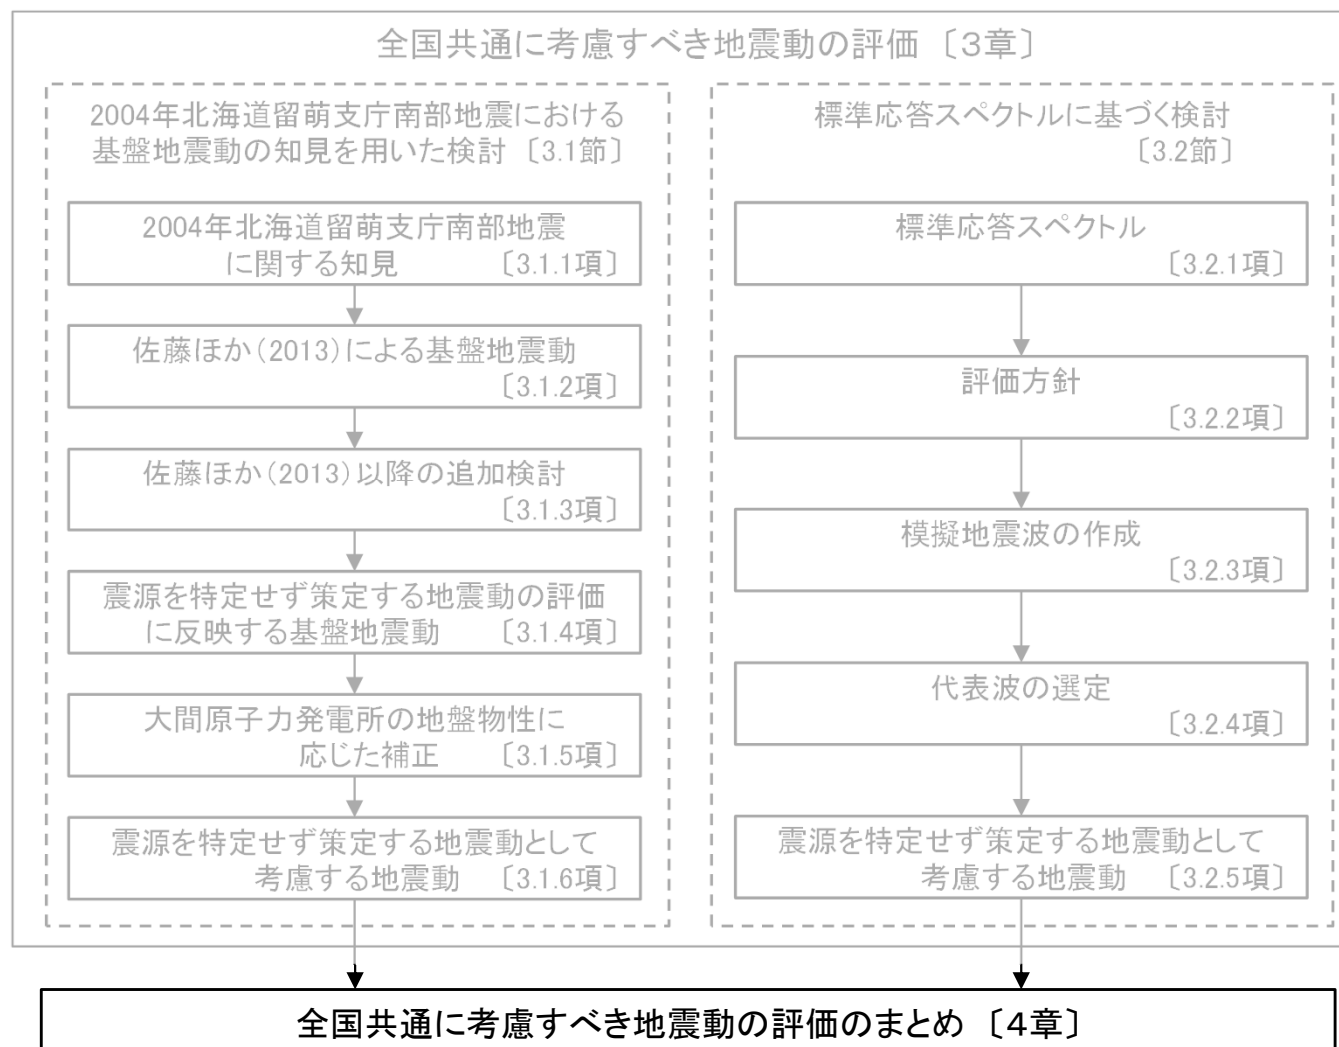 全国共通に考慮すべき地震動の評価〔3章〕
2004年北海道留萌支庁南部地震における
基盤地震動の知見を用いた検討〔3.1節〕
2004年北海道留萌支庁南部地震
に関する知見 〔3.1.1項〕
佐藤ほか（2013）による基盤地震動
〔3.1.2項〕
佐藤ほか（2013）以降の追加検討
〔3.1.3項〕
震源を特定せず策定する地震動の評価
に反映する基盤地震動 〔3.1.4項〕
大間原子力発電所の地盤物性に
応じた補正 〔3.1.5項〕
震源を特定せず策定する地震動として
考慮する地震動 〔3.1.6項〕
標準応答スペクトルに基づく検討
〔3.2節〕
標準応答スペクトル
〔3.2.1項〕
評価方針
〔3.2.2項〕
模擬地震波の作成
〔3.2.3項〕
代表波の選定
〔3.2.4項〕
震源を特定せず策定する地震動として
考慮する地震動 〔3.2.5項〕
全国共通に考慮すべき地震動の評価のまとめ〔4章〕